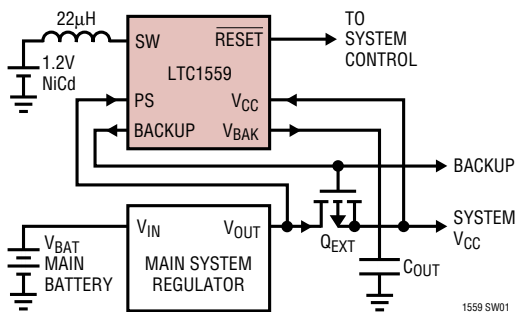 22µH
TO
SYSTEM
CONTROL
SW
RESET
1.2V
NiCd
LTC1559
PS
VCC
BACKUP
VBAK
BACKUP
VIN
VOUT
SYSTEM
VCC
QEXT
VBAT
MAIN
BATTERY
MAIN SYSTEM
REGULATOR
COUT
1559 SW01